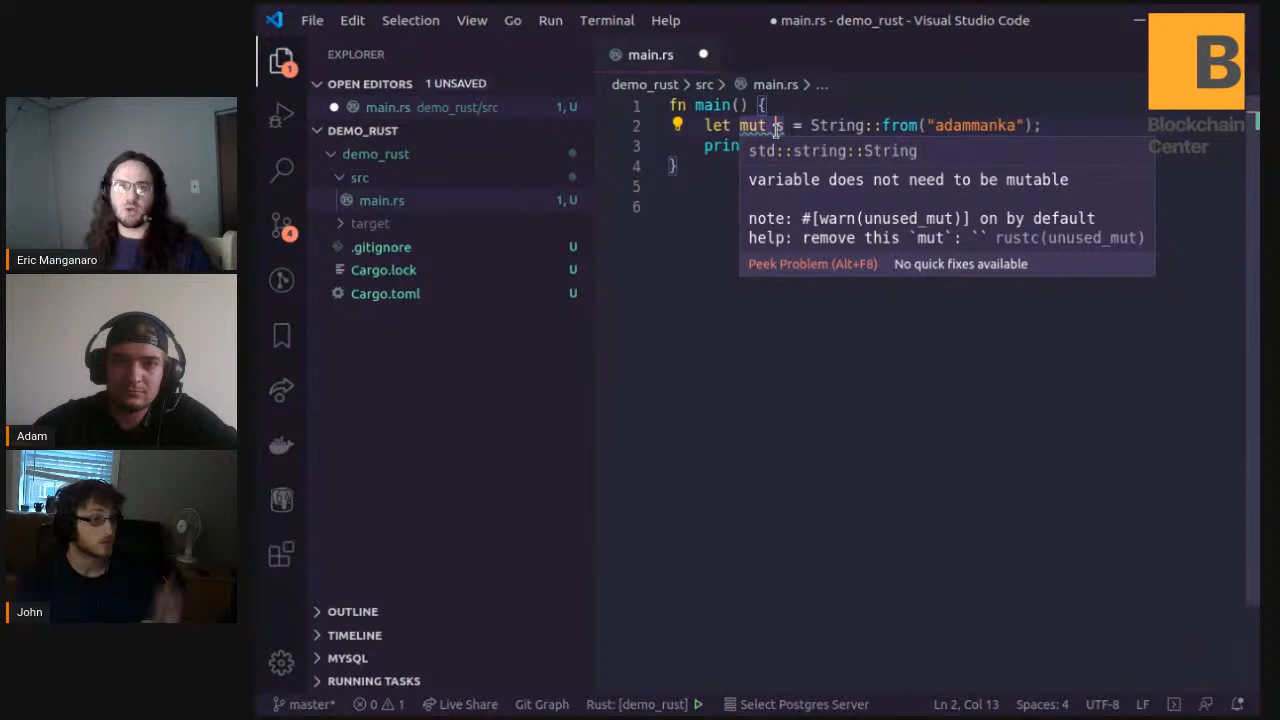 File Edit Selection View Go Run Terminal Help
● main.rs - demo_rust - Visual Studio Code
B
Blockchain
Center
EXPLORER
OPEN EDITORS 1 UNSAVED
main.rs demo_rust/src 1, U
DEMO_RUST
demo_rust
src
main.rs 1, U
target
.gitignore U
Cargo.lock U
Cargo.toml U
OUTLINE
TIMELINE
MYSQL
RUNNING TASKS
1
4
main.rs
demo_rust > src > main.rs > ...
1 fn main() {
2 let mut s = String::from("adammanka");
3 prin
4 }
5
6
std::string::String
variable does not need to be mutable
note: #[warn(unused_mut)] on by default
help: remove this `mut`: `` rustc(unused_mut)
Peek Problem (Alt+F8) No quick fixes available
Eric Manganaro
Adam
John
master* 0 1 Live Share Git Graph Rust: [demo_rust] Select Postgres Server Ln 2, Col 13 Spaces: 4 UTF-8 LF